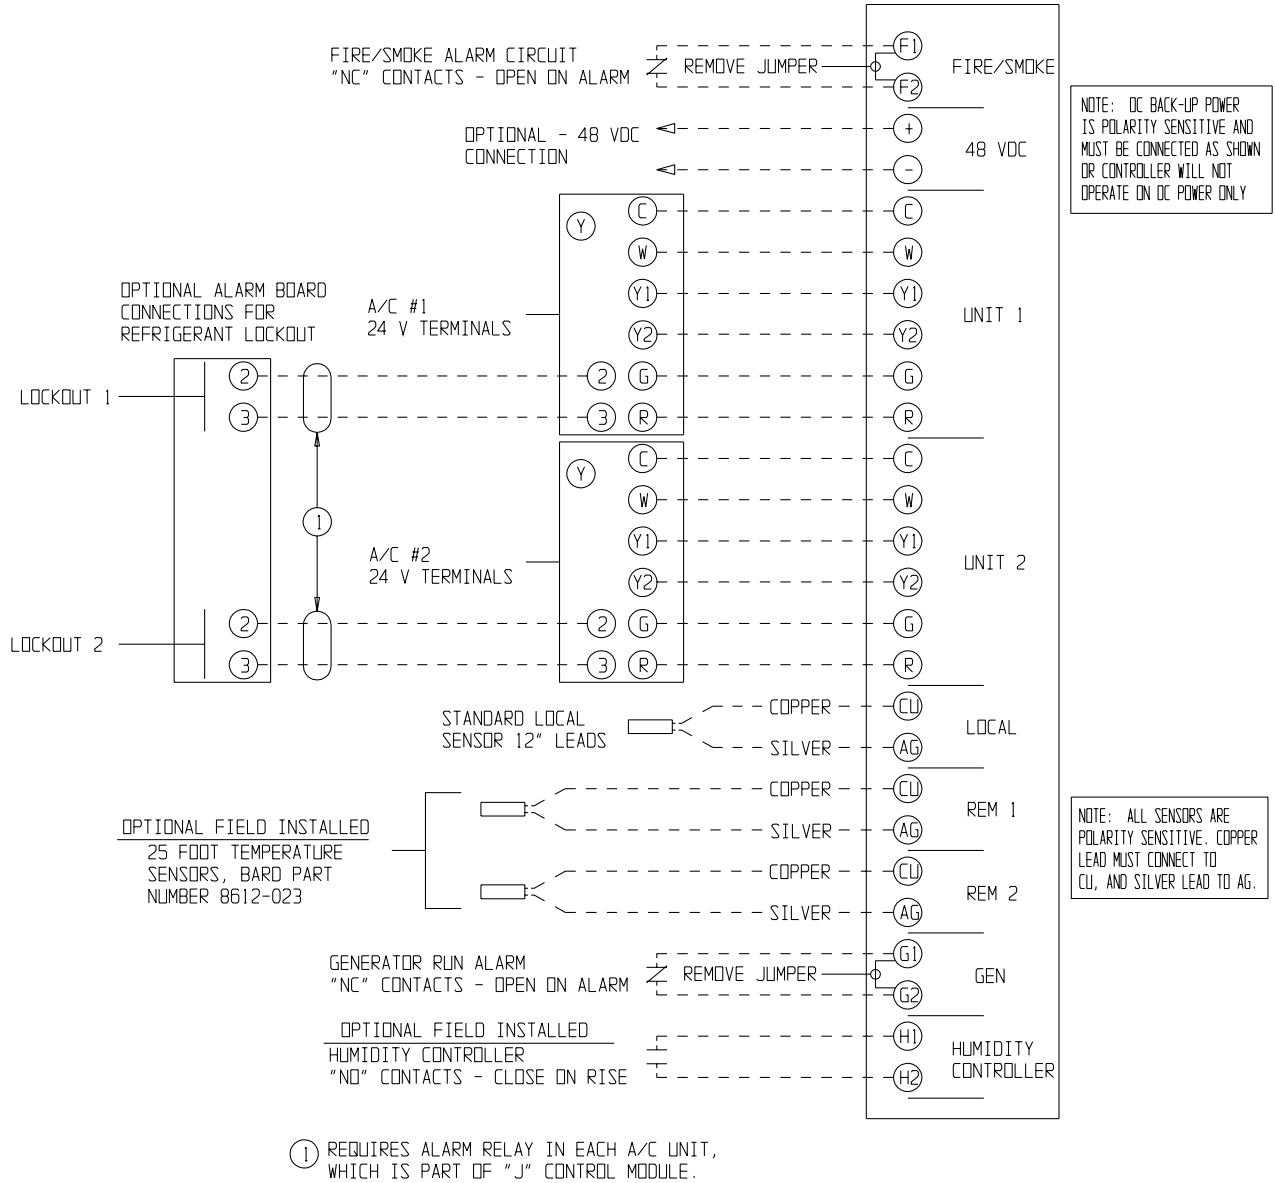 FIRE/SMOKE ALARM CIRCUIT
"NC" CONTACTS - OPEN ON ALARM
REMOVE JUMPER
F1
F2
FIRE/SMOKE
OPTIONAL - 48 VDC
CONNECTION
+
-
48 VDC
NOTE: DC BACK-UP POWER
IS POLARITY SENSITIVE AND
MUST BE CONNECTED AS SHOWN
OR CONTROLLER WILL NOT
OPERATE ON DC POWER ONLY
OPTIONAL ALARM BOARD
CONNECTIONS FOR
REFRIGERANT LOCKOUT
LOCKOUT 1
2
3
1
LOCKOUT 2
2
3
A/C #1
24 V TERMINALS
Y
C
W
Y1
Y2
2 G
3 R
C
W
Y1
Y2
G
R
UNIT 1
A/C #2
24 V TERMINALS
Y
C
W
Y1
Y2
2 G
3 R
C
W
Y1
Y2
G
R
UNIT 2
STANDARD LOCAL
SENSOR 12" LEADS
COPPER
SILVER
CU
AG
LOCAL
OPTIONAL FIELD INSTALLED
25 FOOT TEMPERATURE
SENSORS, BARD PART
NUMBER 8612-023
COPPER
SILVER
CU
AG
REM 1
COPPER
SILVER
CU
AG
REM 2
NOTE: ALL SENSORS ARE
POLARITY SENSITIVE. COPPER
LEAD MUST CONNECT TO
CU, AND SILVER LEAD TO AG.
GENERATOR RUN ALARM
"NC" CONTACTS - OPEN ON ALARM
REMOVE JUMPER
G1
G2
GEN
OPTIONAL FIELD INSTALLED
HUMIDITY CONTROLLER
"NO" CONTACTS - CLOSE ON RISE
H1
H2
HUMIDITY
CONTROLLER
1 REQUIRES ALARM RELAY IN EACH A/C UNIT,
WHICH IS PART OF "J" CONTROL MODULE.